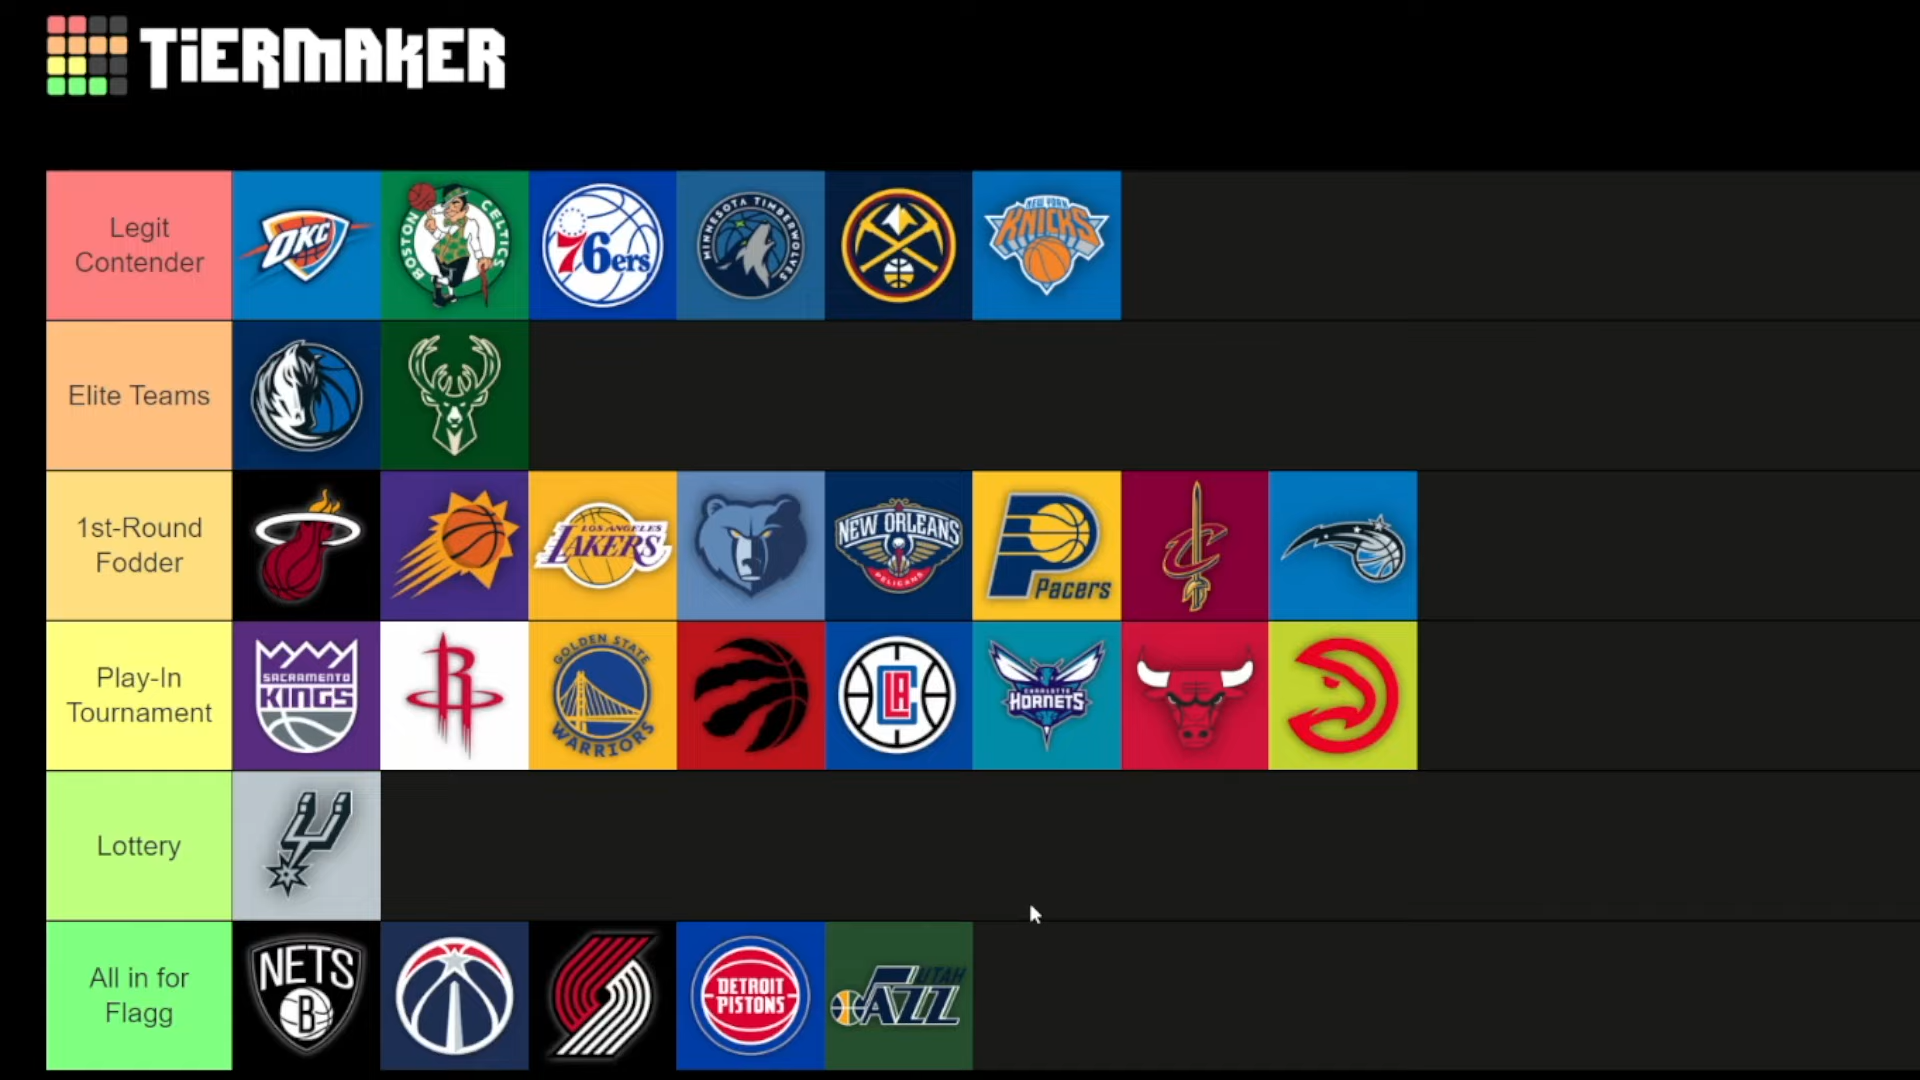 TiERMAKER
Legit
Contender
OKC
BOSTON CELTICS
76ers
MINNESOTA TIMBERWOLVES
NEW YORK
KNICKS
Elite Teams
1st-Round
Fodder
LOS ANGELES
LAKERS
NEW ORLEANS
PELICANS
Pacers
C
Play-In
Tournament
SACRAMENTO
KINGS
R
GOLDEN STATE
WARRIORS
LA
CHARLOTTE
HORNETS
Lottery
All in for
Flagg
NETS
B
DETROIT
PISTONS
UTAH
JAZZ